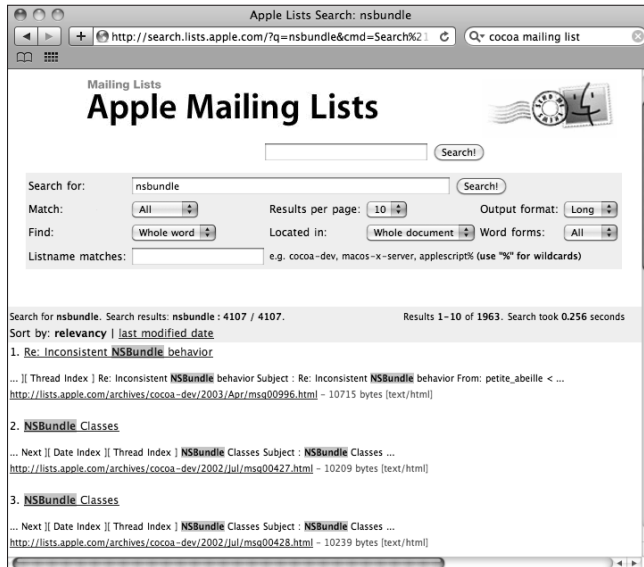 Apple Lists Search: nsbundle
http://search.lists.apple.com/?q=nsbundle&cmd=Search%21
cocoa mailing list
Mailing Lists
Apple Mailing Lists
Search!
Search for: nsbundle Search!
Match: All Results per page: 10 Output format: Long
Find: Whole word Located in: Whole document Word forms: All
Listname matches: e.g. cocoa-dev, macos-x-server, applescript% (use "%" for wildcards)
Search for nsbundle. Search results: nsbundle : 4107 / 4107. Results 1-10 of 1963. Search took 0.256 seconds
Sort by: relevancy | last modified date
1. Re: Inconsistent NSBundle behavior
... ][ Thread Index ] Re: Inconsistent NSBundle behavior Subject : Re: Inconsistent NSBundle behavior From: petite_abeille < ...
http://lists.apple.com/archives/cocoa-dev/2003/Apr/msg00996.html - 10715 bytes [text/html]
2. NSBundle Classes
... Next ][ Date Index ][ Thread Index ] NSBundle Classes Subject : NSBundle Classes ...
http://lists.apple.com/archives/cocoa-dev/2002/Jul/msg00427.html - 10209 bytes [text/html]
3. NSBundle Classes
... Next ][ Date Index ][ Thread Index ] NSBundle Classes Subject : NSBundle Classes ...
http://lists.apple.com/archives/cocoa-dev/2002/Jul/msg00428.html - 10239 bytes [text/html]